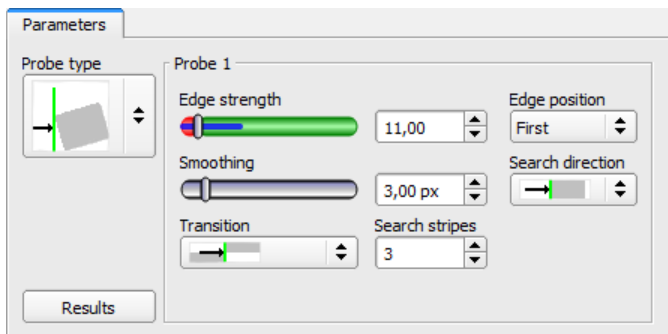 Parameters
Probe type
Probe 1
Edge strength
Edge position
11,00
First
Smoothing
Search direction
3,00 px
Transition
Search stripes
3
Results